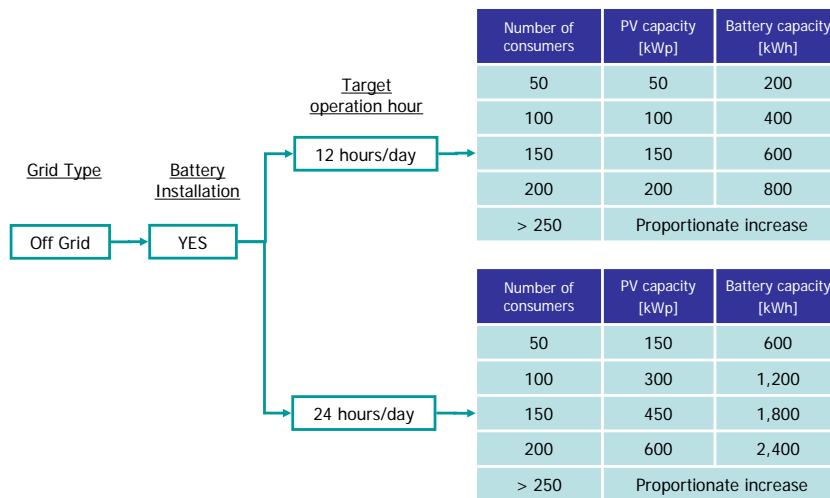 Grid Type
Off Grid
Battery
Installation
YES
Target
operation hour
12 hours/day
24 hours/day
Number of
consumers
PV capacity
[kWp]
Battery capacity
[kWh]
50 50 200
100 100 400
150 150 600
200 200 800
> 250 Proportionate increase
Number of
consumers
PV capacity
[kWp]
Battery capacity
[kWh]
50 150 600
100 300 1,200
150 450 1,800
200 600 2,400
> 250 Proportionate increase